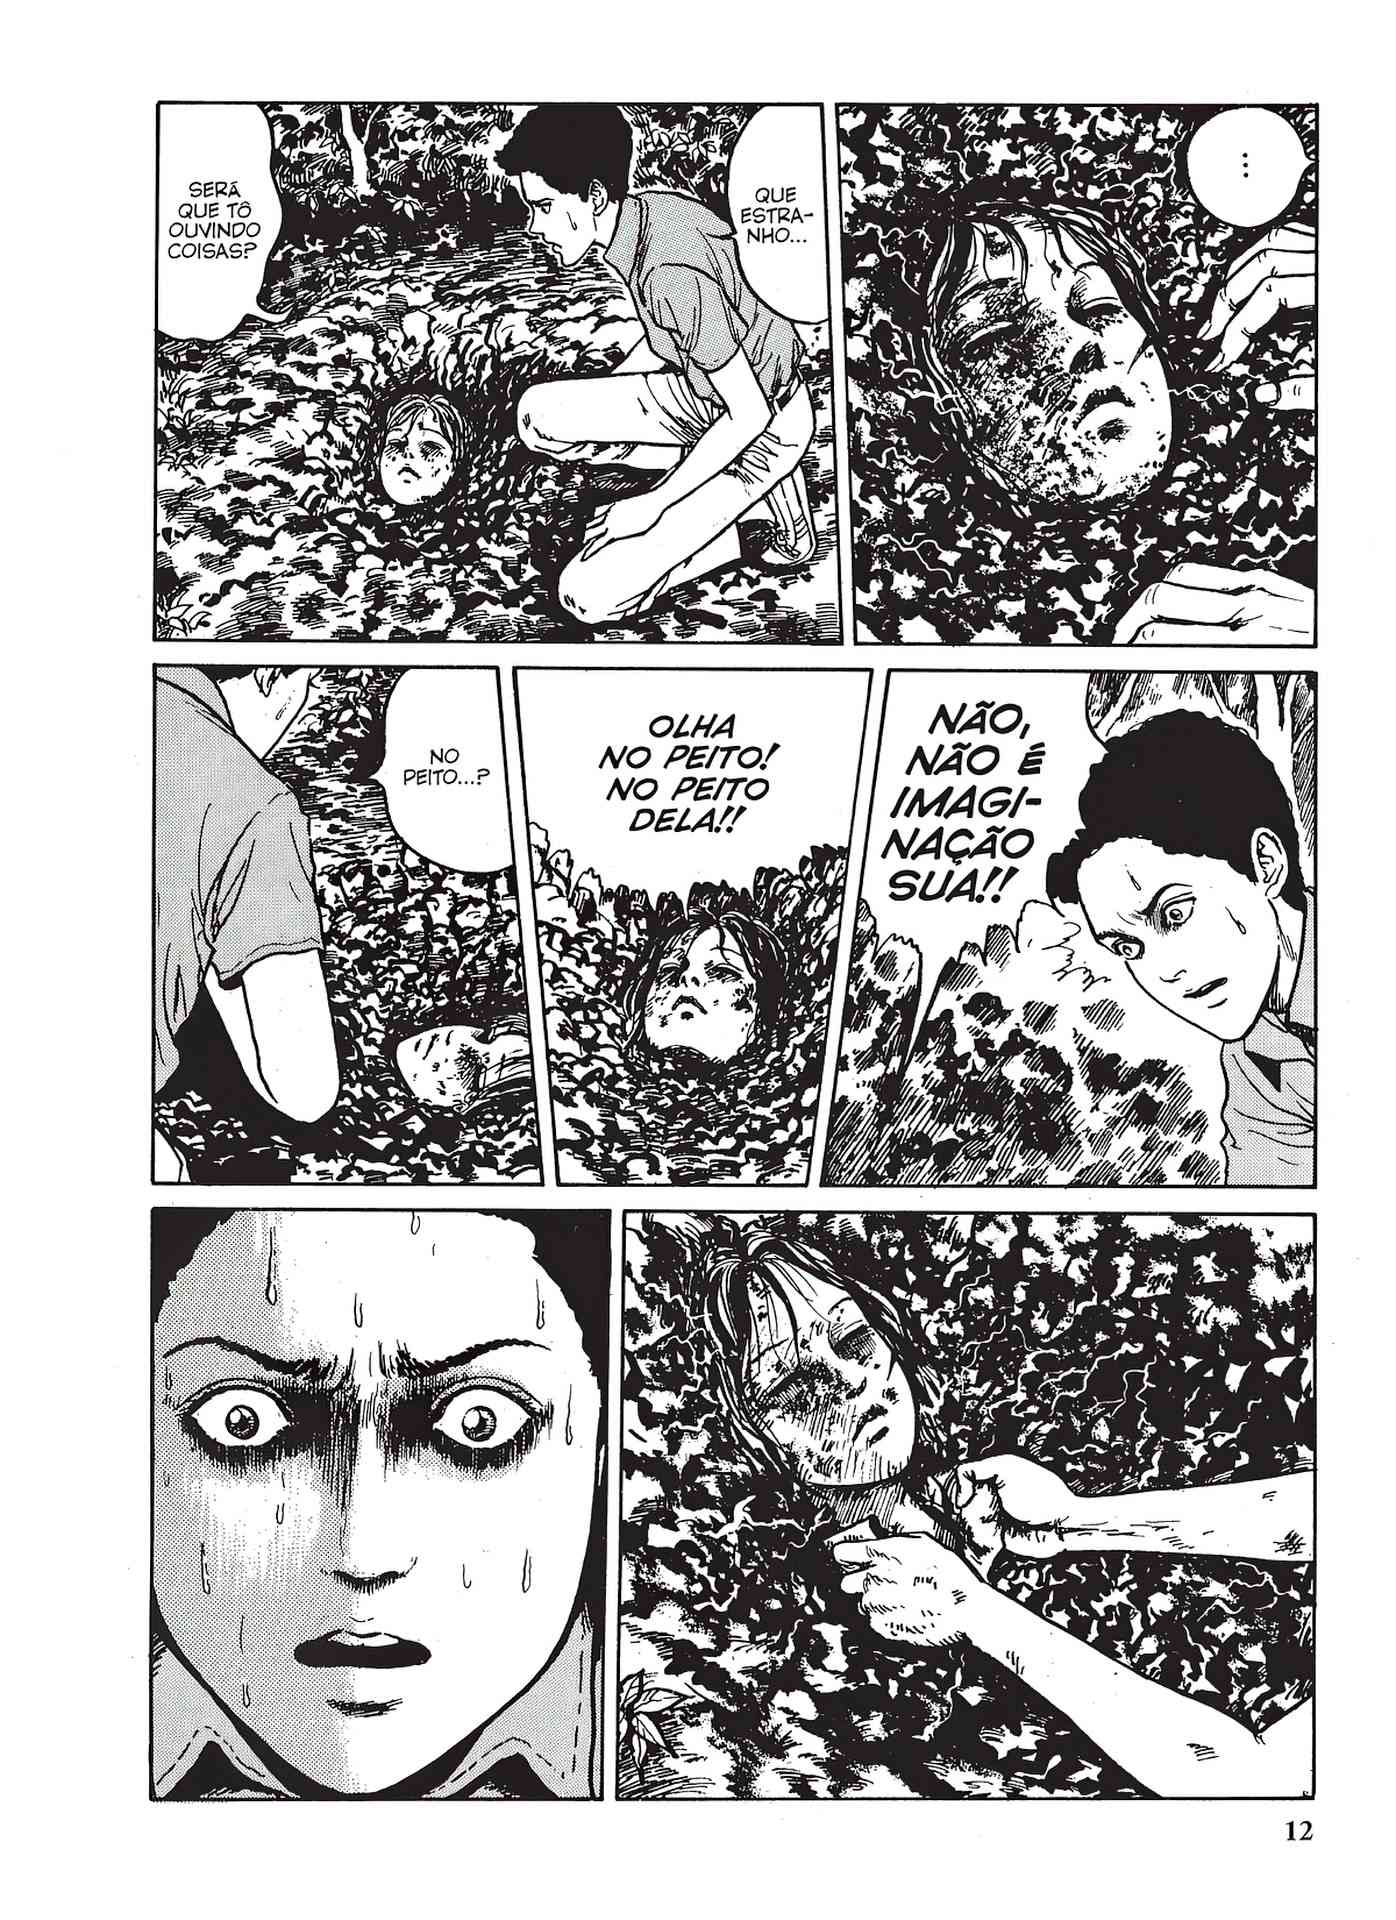 ...
QUE
ESTRA-
NHO...
SERÁ
QUE TÔ
OUVINDO
COISAS?
NÃO,
NÃO É
IMAGI-
NAÇÃO
SUA!!
OLHA
NO PEITO!
NO PEITO
DELA!!
NO
PEITO...?
12